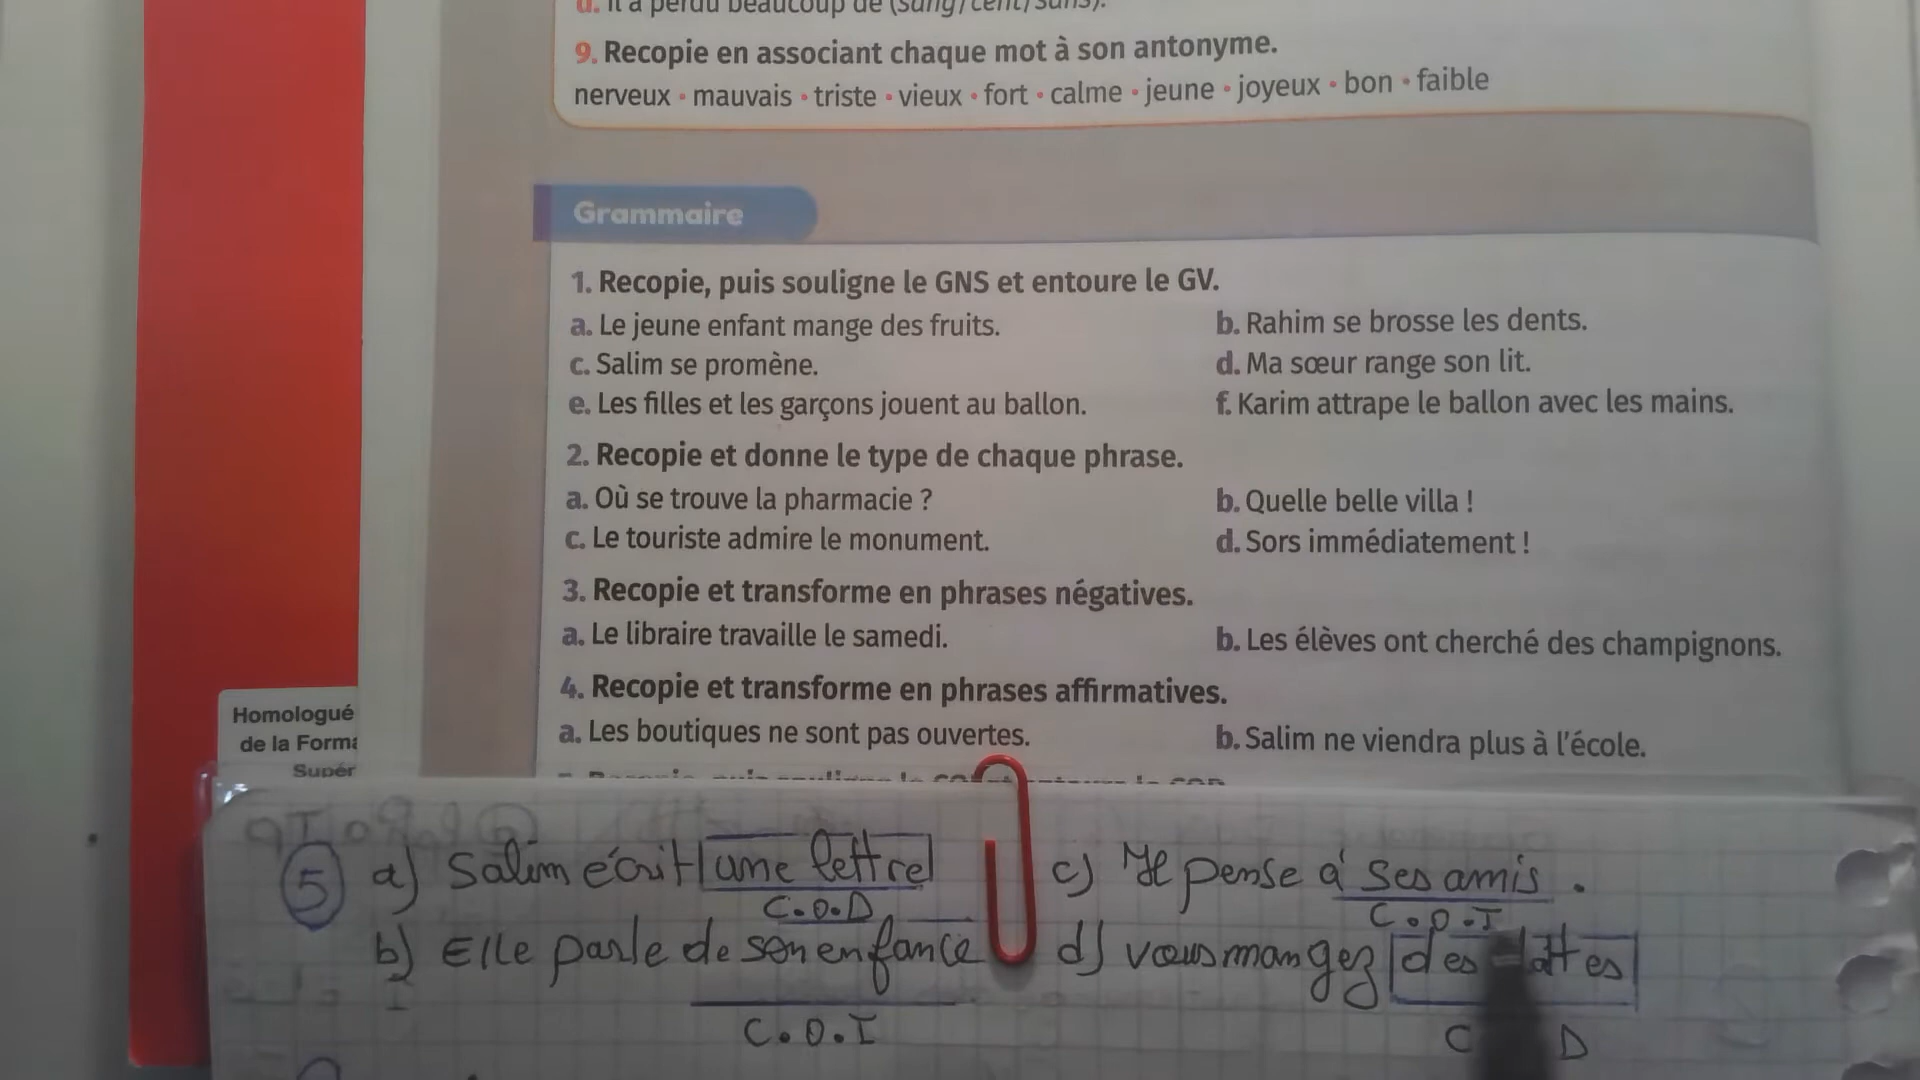 d. Il a perdu beaucoup de (sang/cent/sans).
9. Recopie en associant chaque mot à son antonyme.
nerveux • mauvais • triste • vieux • fort • calme • jeune • joyeux • bon • faible
Grammaire
1. Recopie, puis souligne le GNS et entoure le GV.
a. Le jeune enfant mange des fruits.
b. Rahim se brosse les dents.
c. Salim se promène.
d. Ma sœur range son lit.
e. Les filles et les garçons jouent au ballon.
f. Karim attrape le ballon avec les mains.
2. Recopie et donne le type de chaque phrase.
a. Où se trouve la pharmacie ?
b. Quelle belle villa !
c. Le touriste admire le monument.
d. Sors immédiatement !
3. Recopie et transforme en phrases négatives.
a. Le libraire travaille le samedi.
b. Les élèves ont cherché des champignons.
4. Recopie et transforme en phrases affirmatives.
a. Les boutiques ne sont pas ouvertes.
b. Salim ne viendra plus à l'école.
Homologué
de la Forma
Supér
5 a) Salim écrit une lettre
C.O.D
c) Il pense à ses amis.
C.O.I
b) Elle parle de son enfance
C.O.I
d) vous mangez des
C D